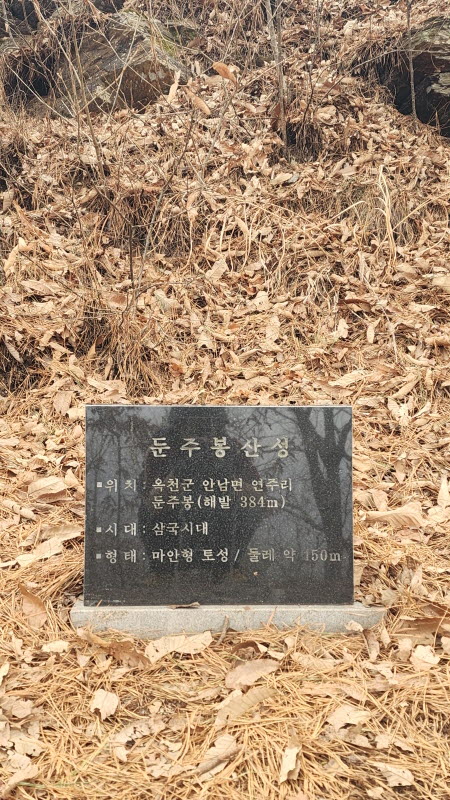 둔주봉산성
▪위 치 : 옥천군 안남면 연주리
둔주봉(해발 384m)
▪시 대 : 삼국시대
▪형 태 : 마안형 토성 / 둘레 약 150m